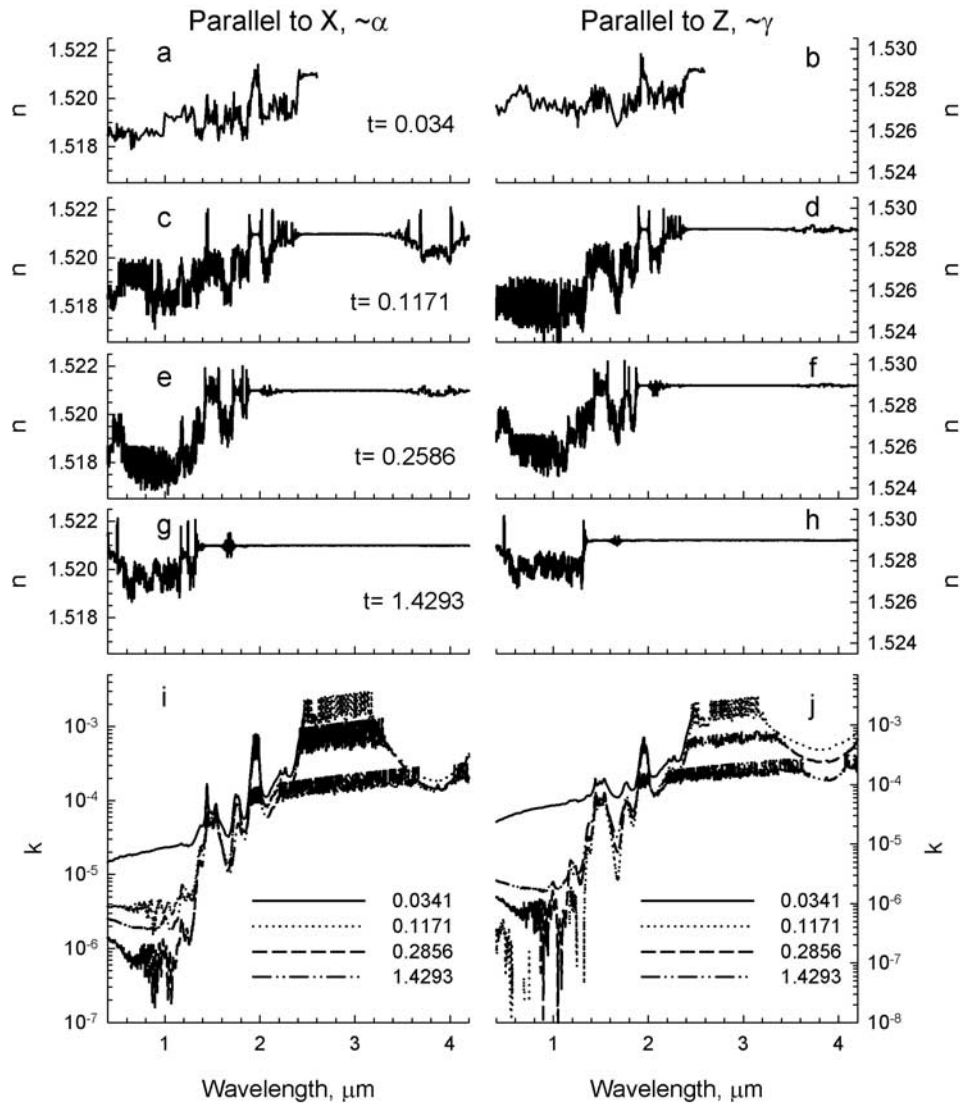 Parallel to X, ~α
Parallel to Z, ~γ
a
b
1.522
1.520
1.518
n
t= 0.034
1.530
1.528
1.526
1.524
n
c
d
1.522
1.520
1.518
n
t= 0.1171
1.530
1.528
1.526
1.524
n
e
f
1.522
1.520
1.518
n
t= 0.2586
1.530
1.528
1.526
1.524
n
g
h
1.522
1.520
1.518
n
t= 1.4293
1.530
1.528
1.526
1.524
n
i
j
10-3
10-4
10-5
10-6
10-7
k
0.0341
0.1171
0.2856
1.4293
10-3
10-4
10-5
10-6
10-7
10-8
k
0.0341
0.1171
0.2856
1.4293
1 2 3 4
1 2 3 4
Wavelength, μm
Wavelength, μm